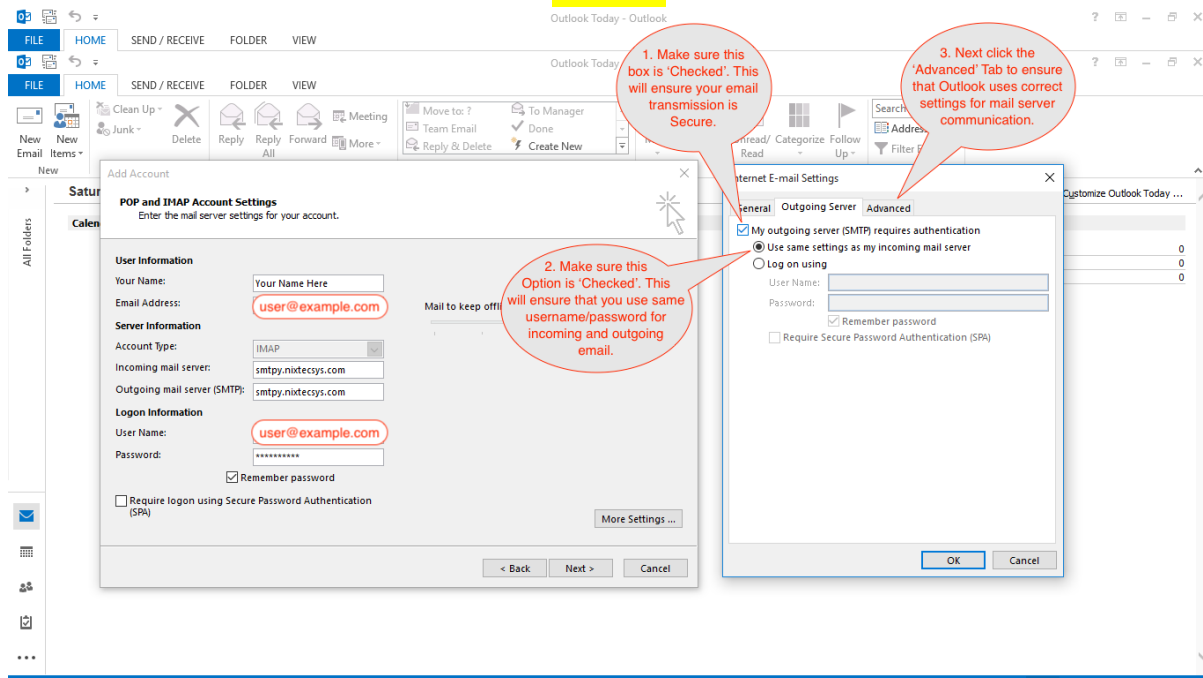 Outlook Today - Outlook
FILE HOME SEND / RECEIVE FOLDER VIEW
Outlook Today
FILE HOME SEND / RECEIVE FOLDER VIEW
1. Make sure this
box is 'Checked'. This
will ensure your email
transmission is
Secure.
3. Next click the
'Advanced' Tab to ensure
that Outlook uses correct
settings for mail server
communication.
New
Email
New
Items
New
Clean Up
Junk
Delete
Reply
Reply
All
Forward
Meeting
More
Move to: ?
Team Email
Reply & Delete
To Manager
Done
Create New
Read
Categorize
Follow
Up
Search
Addres
Filter E
All Folders
Satur
Calen
Customize Outlook Today ...
0
0
0
Add Account
POP and IMAP Account Settings
Enter the mail server settings for your account.
User Information
Your Name: Your Name Here
Email Address: user@example.com
Mail to keep offli
Server Information
Account Type: IMAP
Incoming mail server: smtpy.nixtecsys.com
Outgoing mail server (SMTP): smtpy.nixtecsys.com
Logon Information
User Name: user@example.com
Password: **********
Remember password
Require logon using Secure Password Authentication
(SPA)
More Settings ...
< Back Next > Cancel
2. Make sure this
Option is 'Checked'. This
will ensure that you use same
username/password for
incoming and outgoing
email.
Internet E-mail Settings
General Outgoing Server Advanced
My outgoing server (SMTP) requires authentication
Use same settings as my incoming mail server
Log on using
User Name:
Password:
Remember password
Require Secure Password Authentication (SPA)
OK Cancel